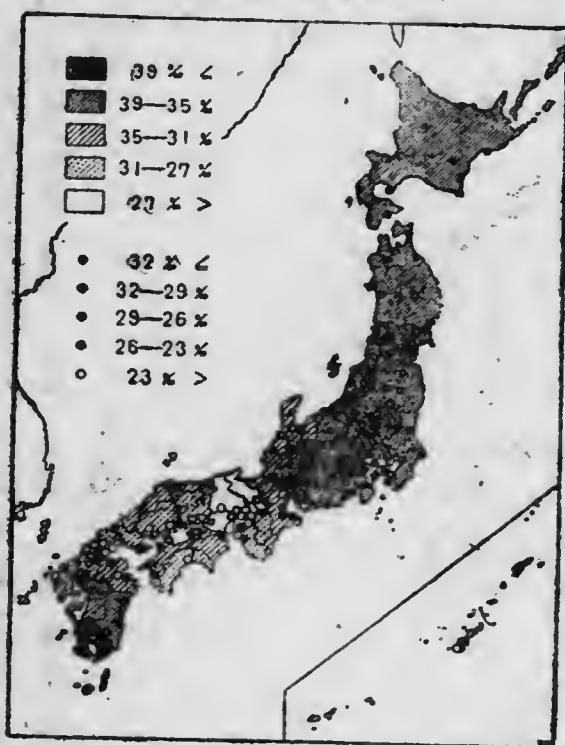 39 % <
39—35 %
35—31 %
31—27 %
27 % >
32 % <
32—29 %
29—26 %
26—23 %
23 % >